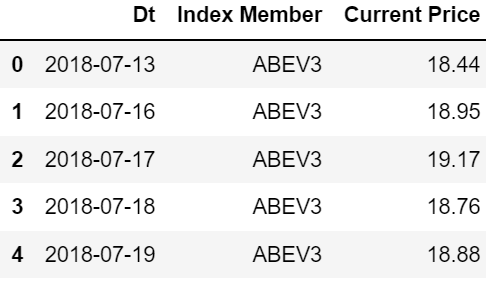 Dt Index Member Current Price
0 2018-07-13 ABEV3 18.44
1 2018-07-16 ABEV3 18.95
2 2018-07-17 ABEV3 19.17
3 2018-07-18 ABEV3 18.76
4 2018-07-19 ABEV3 18.88